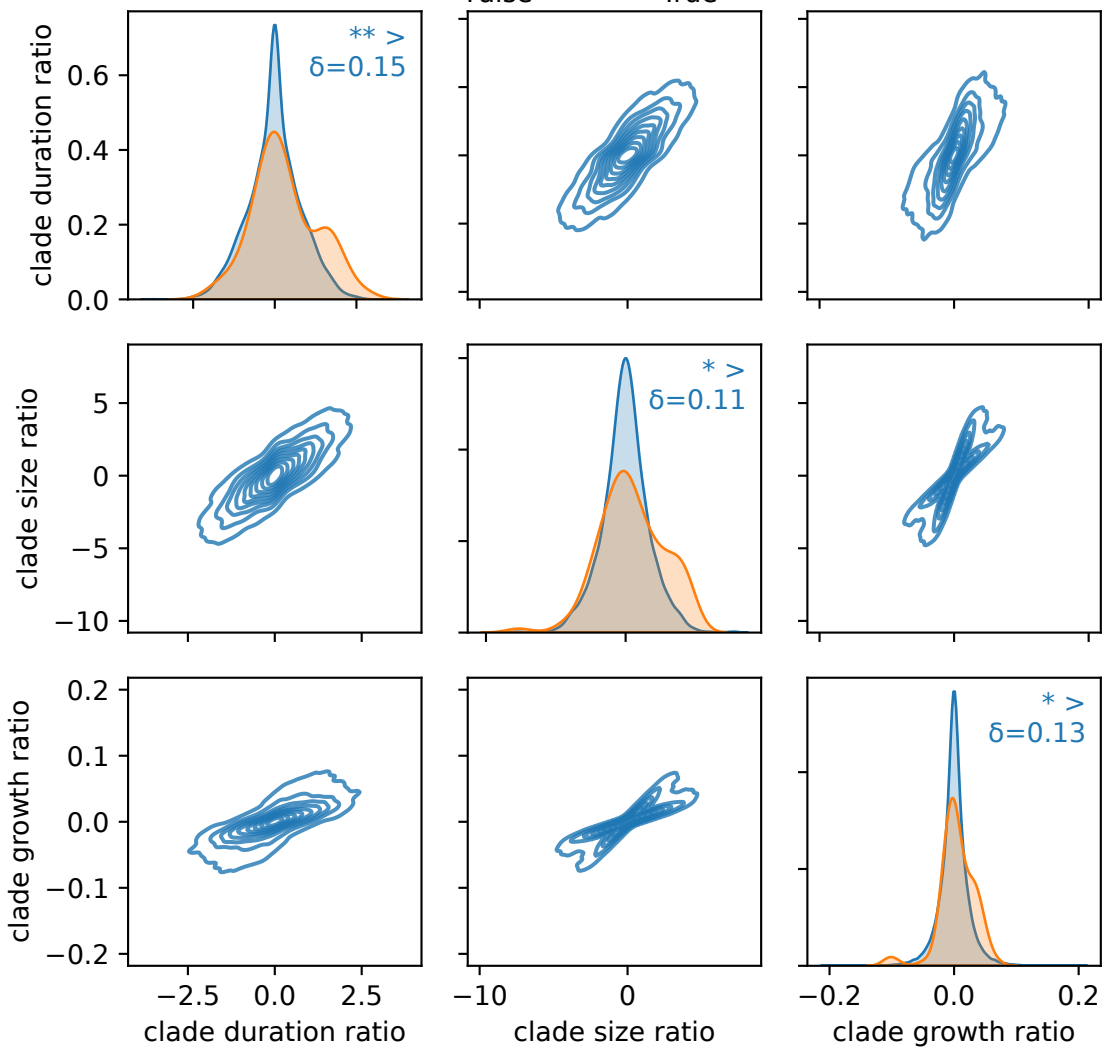 False True
clade duration ratio
0.6
0.4
0.2
0.0
** >
δ=0.15
clade size ratio
5
0
−5
−10
* >
δ=0.11
clade growth ratio
0.2
0.1
0.0
−0.1
−0.2
* >
δ=0.13
−2.5 0.0 2.5
−10 0
−0.2 0.0 0.2
clade duration ratio
clade size ratio
clade growth ratio